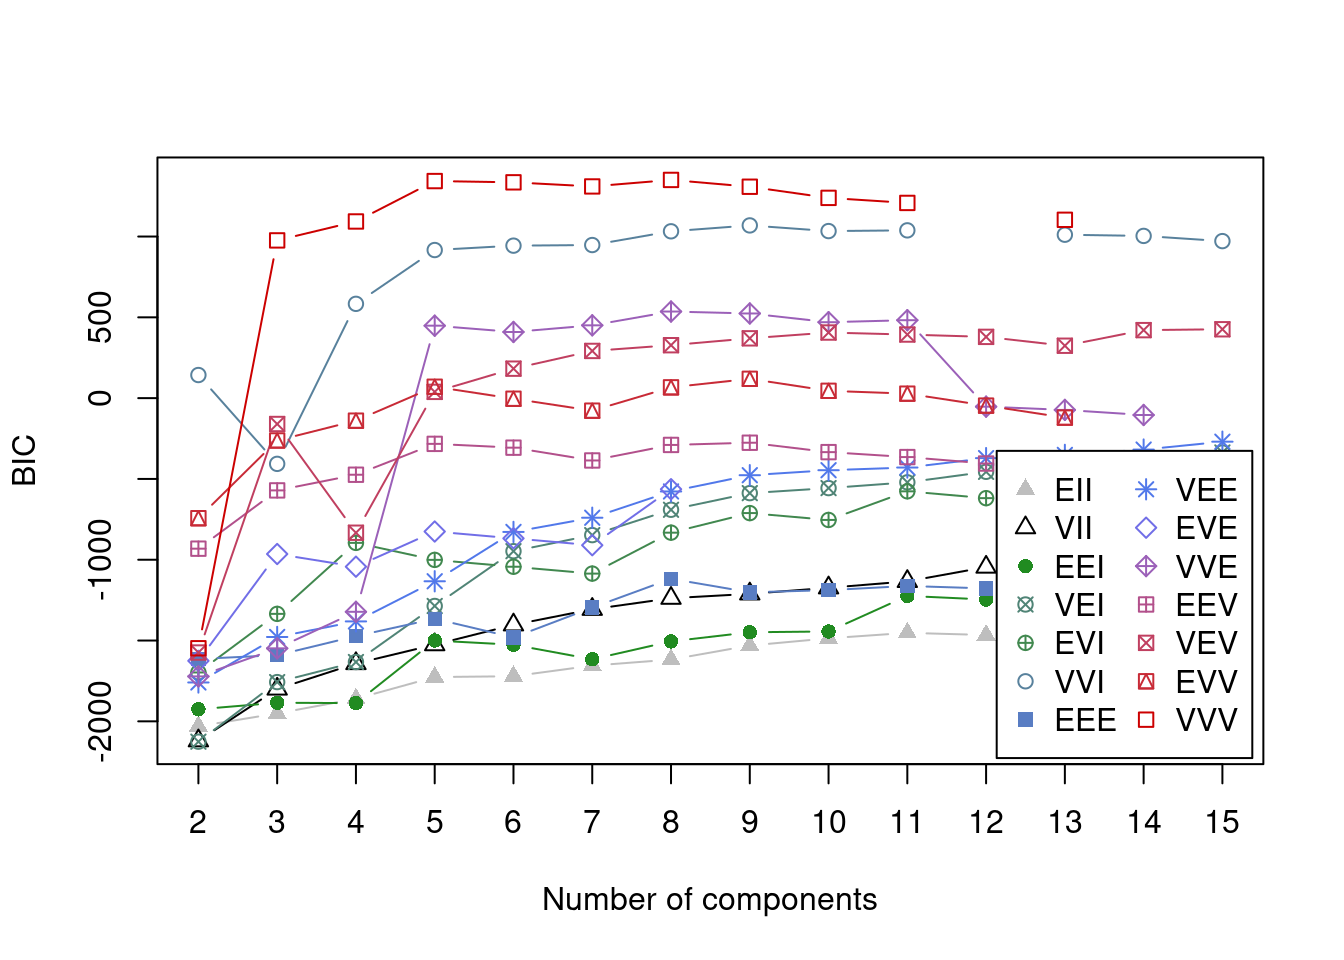 BIC
500
0
-1000
-2000
2 3 4 5 6 7 8 9 10 11 12 13 14 15
Number of components
EII VEE
VII EVE
EEI VVE
VEI EEV
EVI VEV
VVI EVV
EEE VVV